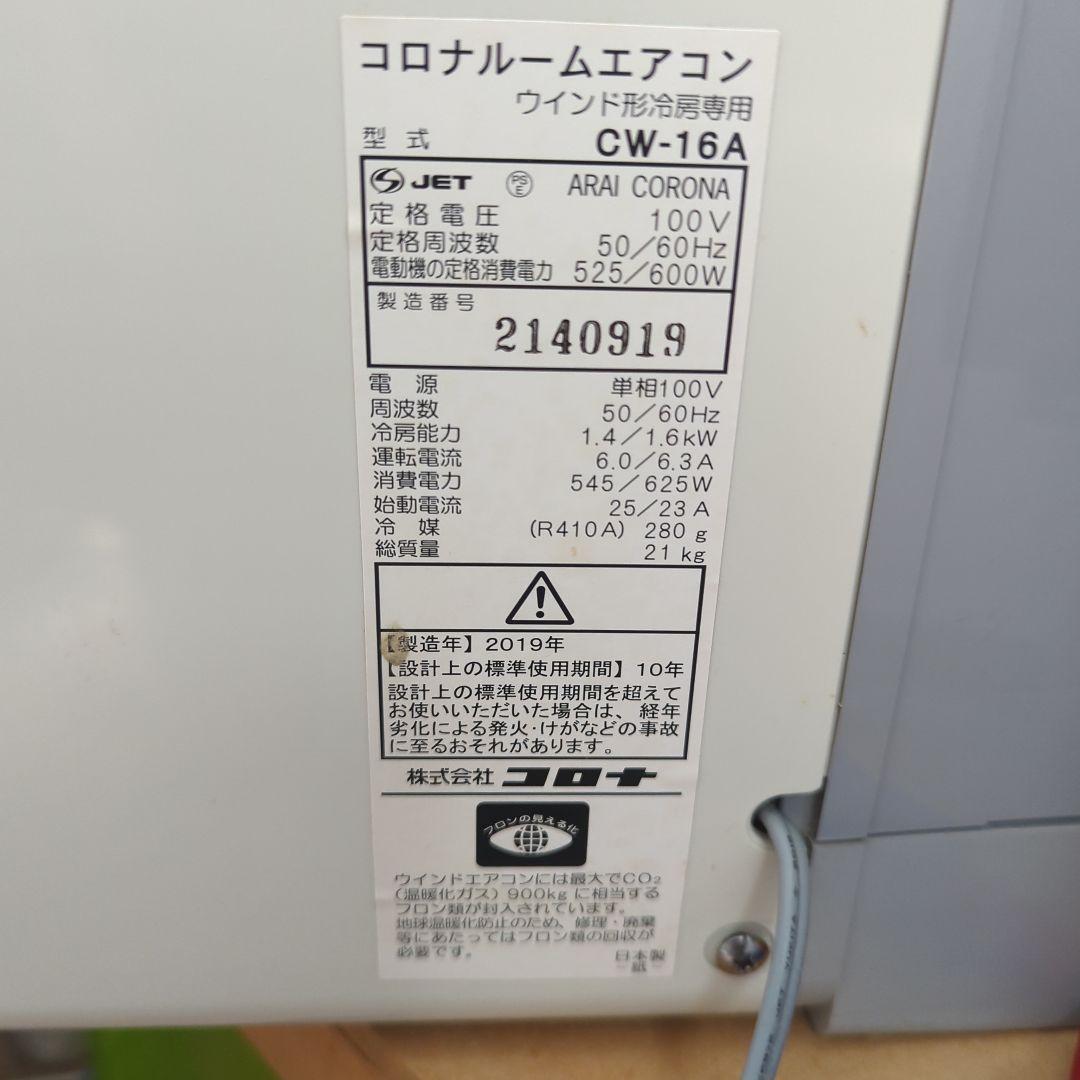 コロナルームエアコン
ウインド形冷房専用
型式 CW-16A
JET PSE ARAI CORONA
定格電圧 100V
定格周波数 50/60Hz
電動機の定格消費電力 525/600W
製造番号
2140919
電源 単相100V
周波数 50/60Hz
冷房能力 1.4/1.6kW
運転電流 6.0/6.3A
消費電力 545/625W
始動電流 25/23A
冷媒 (R410A) 280g
総質量 21kg
【製造年】2019年
【設計上の標準使用期間】10年
設計上の標準使用期間を超えて
お使いいただいた場合は、経年
劣化による発火・けがなどの事故
に至るおそれがあります。
株式会社 コロナ
フロンの見える化
ウインドエアコンには最大でCO₂
(温暖化ガス) 900kgに相当する
フロン類が封入されています。
地球温暖化防止のため、修理・廃棄
等にあたってはフロン類の回収が
必要です。
日本製
-紙-